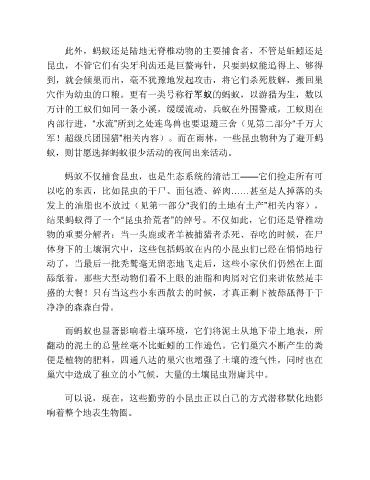 此外，蚂蚁还是陆地无脊椎动物的主要捕食者，不管是蚯蚓还是
昆虫，不管它们有尖牙利齿还是巨螯毒针，只要蚂蚁能追得上、够得
到，就会倾巢而出，毫不犹豫地发起攻击，将它们杀死肢解，搬回巢
穴作为幼虫的口粮。更有一类号称行军蚁的蚂蚁，以游猎为生，数以
万计的工蚁们如同一条小溪，缓缓流动，兵蚁在外围警戒，工蚁则在
内部行进，“水流”所到之处连鸟兽也要退避三舍（见第二部分“千万大
军！超级兵团围猎”相关内容）。而在雨林，一些昆虫物种为了避开蚂
蚁，则甘愿选择蚂蚁很少活动的夜间出来活动。
蚂蚁不仅捕食昆虫，也是生态系统的清洁工——它们捡走所有可
以吃的东西，比如昆虫的干尸、面包渣、碎肉……甚至是人掉落的头
发上的油脂也不放过（见第一部分“我们的土地有土产”相关内容），
结果蚂蚁得了一个“昆虫拾荒者”的绰号。不仅如此，它们还是脊椎动
物的重要分解者：当一头鹿或者羊被捕猎者杀死、吞吃的时候，在尸
体身下的土壤洞穴中，这些包括蚂蚁在内的小昆虫们已经在悄悄地行
动了，当最后一批秃鹫毫无留恋地飞走后，这些小家伙们仍然在上面
舔舐着。那些大型动物们看不上眼的油脂和肉屑对它们来讲依然是丰
盛的大餐！只有当这些小东西散去的时候，才真正剩下被舔舐得干干
净净的森森白骨。
而蚂蚁也显著影响着土壤环境，它们将泥土从地下带上地表，所
翻动的泥土的总量丝毫不比蚯蚓的工作逊色。它们巢穴不断产生的粪
便是植物的肥料，四通八达的巢穴也增强了土壤的透气性，同时也在
巢穴中造成了独立的小气候，大量的土壤昆虫附庸其中。
可以说，现在，这些勤劳的小昆虫正以自己的方式潜移默化地影
响着整个地表生物圈。